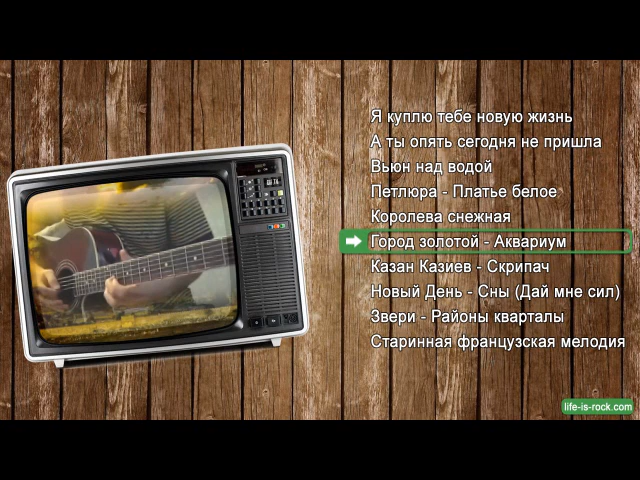 Я куплю тебе новую жизнь
А ты опять сегодня не пришла
Вьюн над водой
Петлюра - Платье белое
Королева снежная
Город золотой - Аквариум
Казан Казиев - Скрипач
Новый День - Сны (Дай мне сил)
Звери - Районы кварталы
Старинная французская мелодия
life-is-rock.com